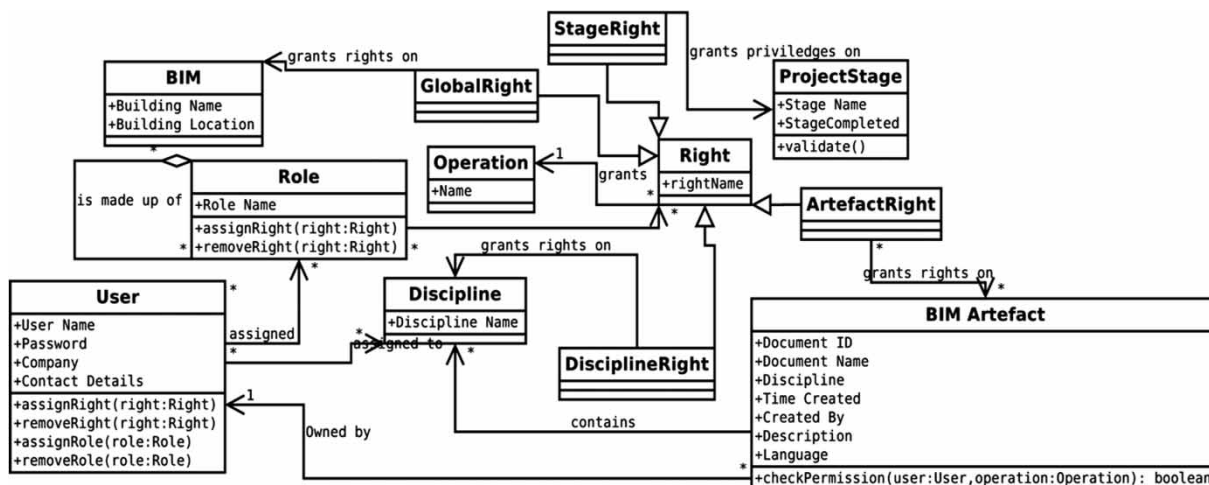 StageRight
grants rights on
grants priviledges on
BIM
+Building Name
+Building Location
GlobalRight
ProjectStage
+Stage Name
+StageCompleted
+validate()
*
Operation
+Name
1
grants
*
Right
+rightName
*
is made up of
*
Role
+Role Name
+assignRight(right:Right)
+removeRight(right:Right)
*
*
ArtefactRight
*
grants rights on
*
grants rights on
User
+User Name
+Password
+Company
+Contact Details
+assignRight(right:Right)
+removeRight(right:Right)
+assignRole(role:Role)
+removeRole(role:Role)
*
assigned
*
*
assigned to
Discipline
+Discipline Name
*
DisciplineRight
1
Owned by
contains
*
BIM Artefact
+Document ID
+Document Name
+Discipline
+Time Created
+Created By
+Description
+Language
+checkPermission(user:User,operation:Operation): boolean